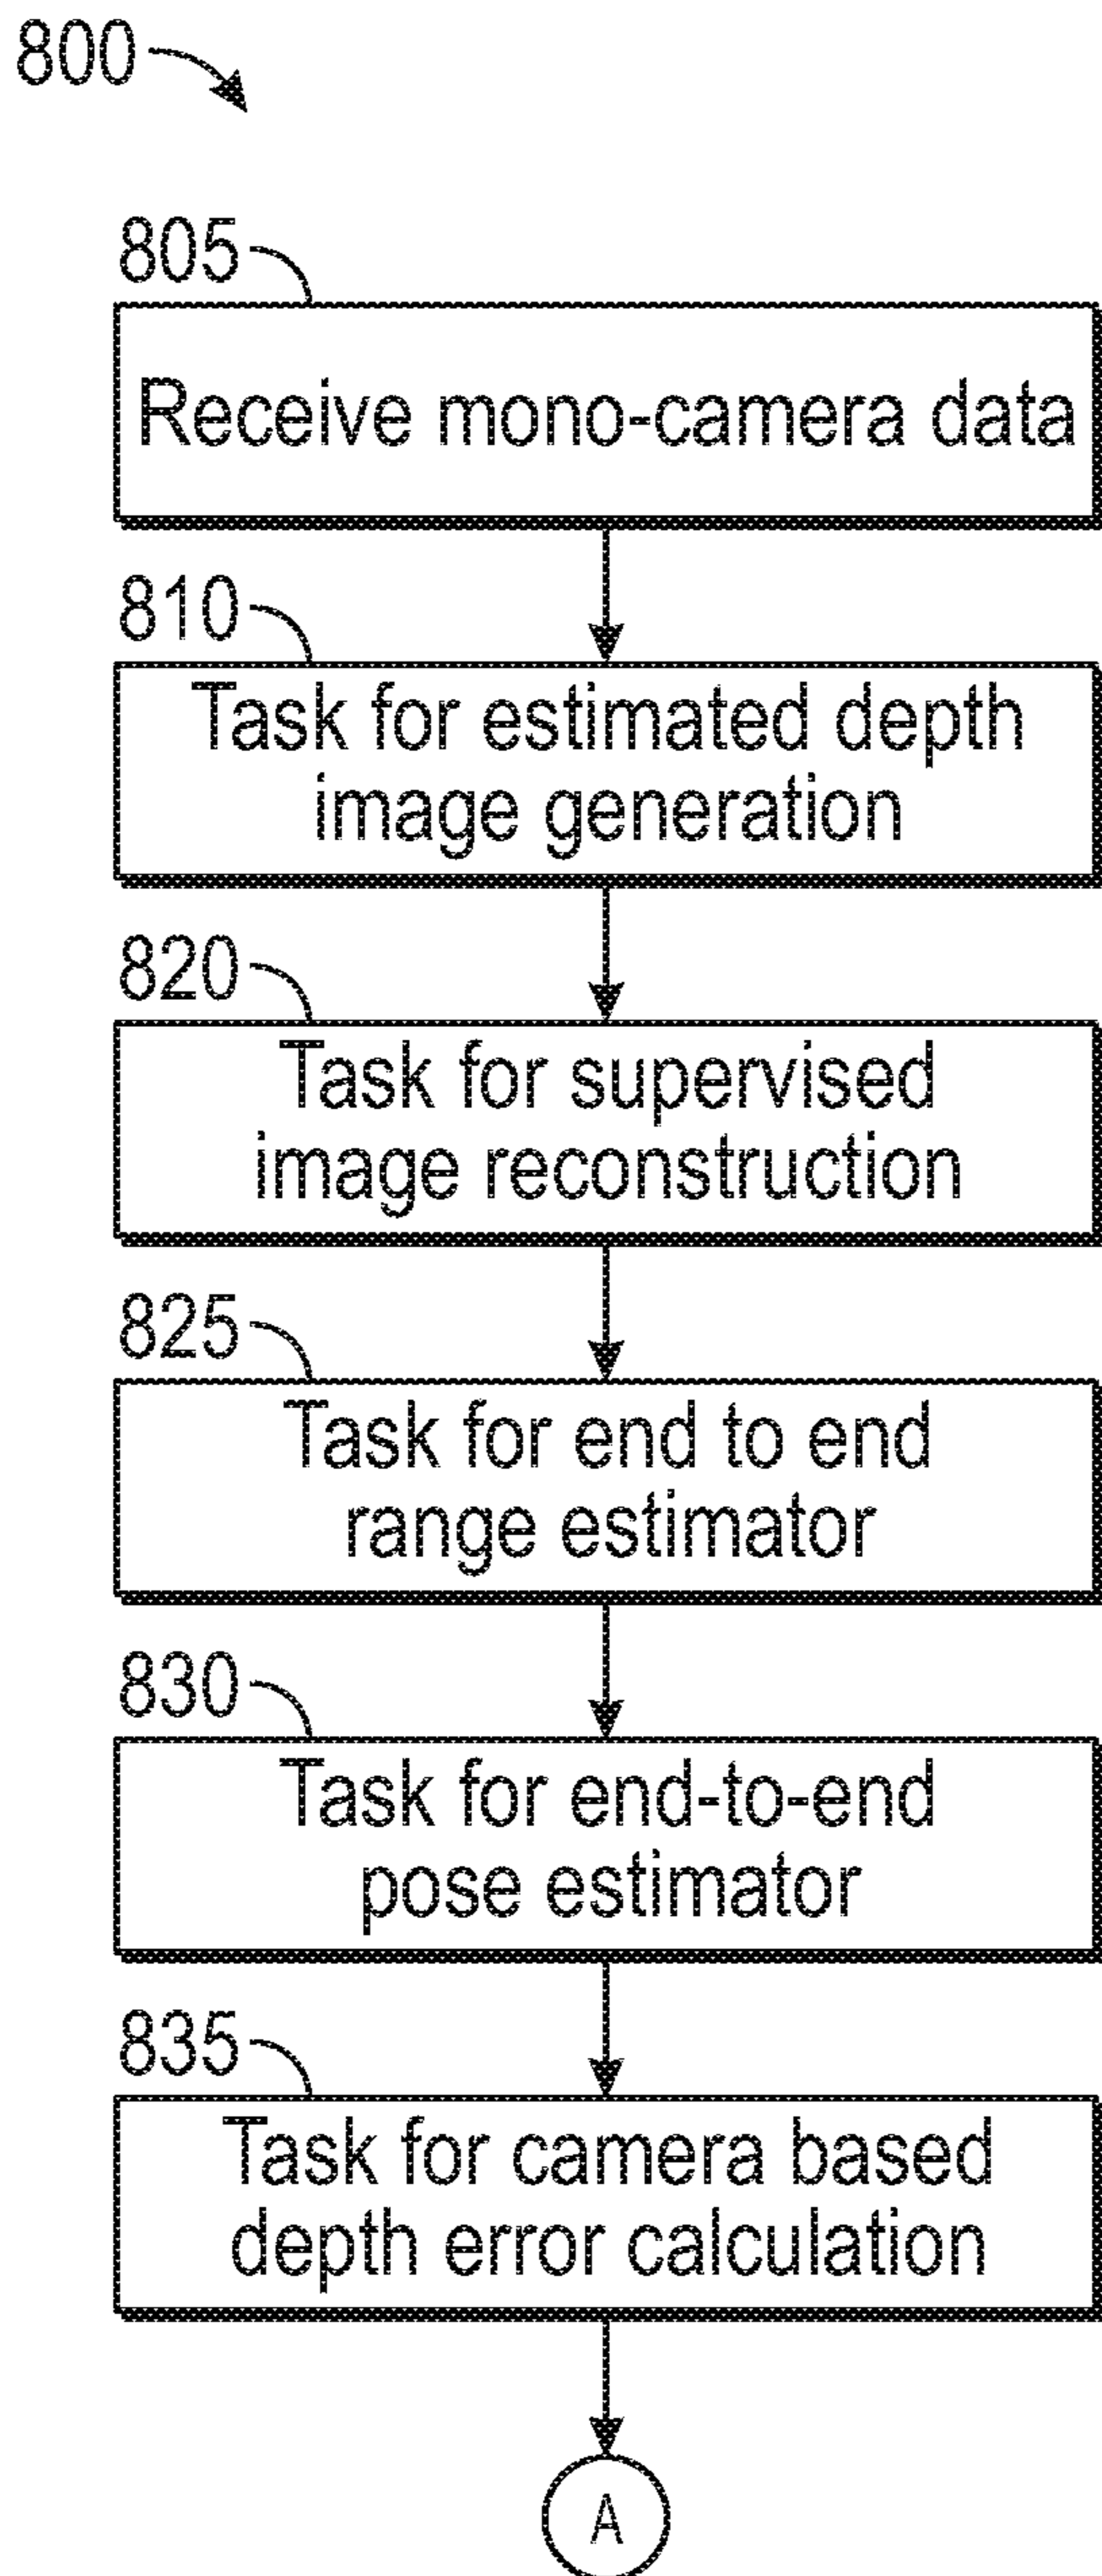 800
805
Receive mono-camera data
810
Task for estimated depth
image generation
820
Task for supervised
image reconstruction
825
Task for end to end
range estimator
830
Task for end-to-end
pose estimator
835
Task for camera based
depth error calculation
A